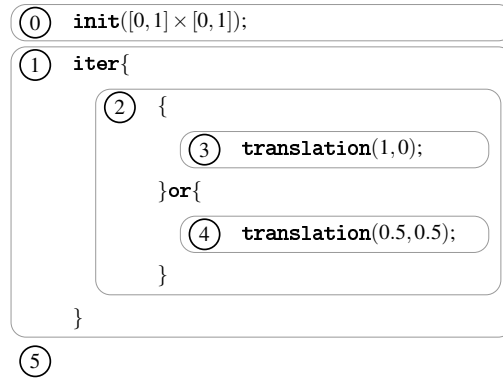 0 init([0,1]×[0,1]);
1 iter{
2 {
3 translation(1,0);
}or{
4 translation(0.5,0.5);
}
}
5